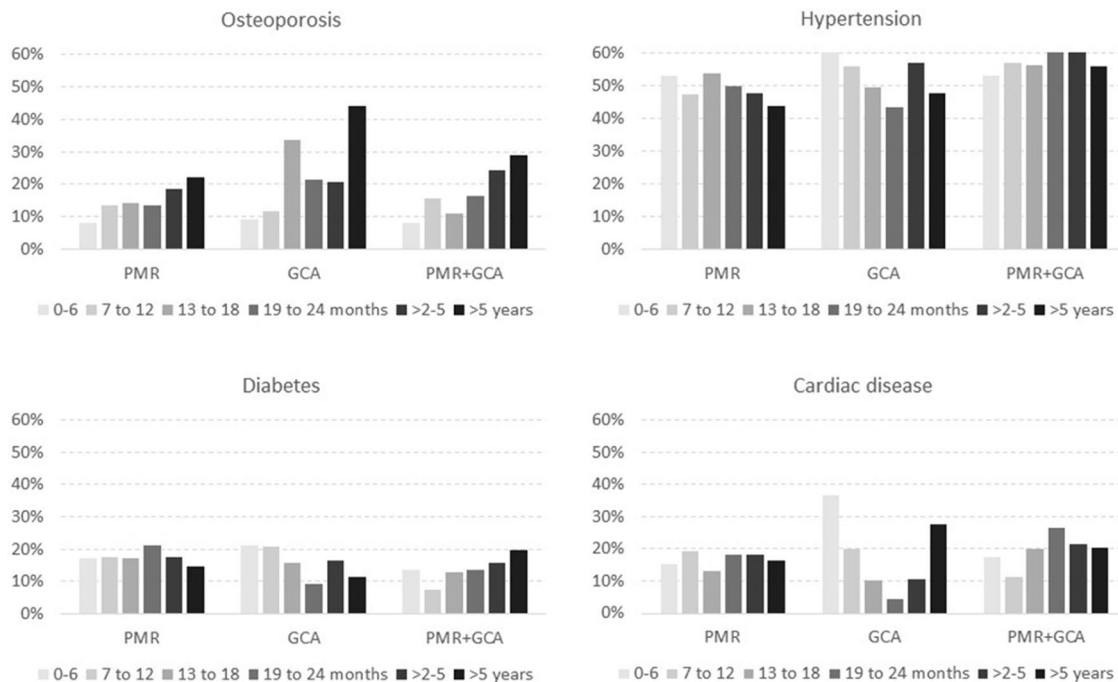 Osteoporosis
60%
50%
40%
30%
20%
10%
0%
PMR GCA PMR+GCA
0-6 7 to 12 13 to 18 19 to 24 months >2-5 >5 years
Hypertension
60%
50%
40%
30%
20%
10%
0%
PMR GCA PMR+GCA
0-6 7 to 12 13 to 18 19 to 24 months >2-5 >5 years
Diabetes
60%
50%
40%
30%
20%
10%
0%
PMR GCA PMR+GCA
0-6 7 to 12 13 to 18 19 to 24 months >2-5 >5 years
Cardiac disease
60%
50%
40%
30%
20%
10%
0%
PMR GCA PMR+GCA
0-6 7 to 12 13 to 18 19 to 24 months >2-5 >5 years